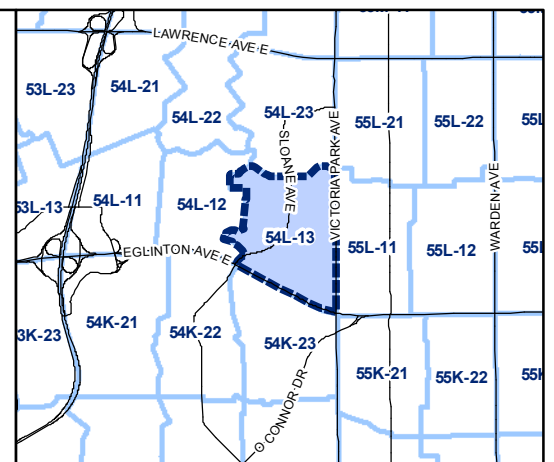 LAWRENCE AVE E
53L-23
54L-21
54L-22
54L-23
55L-21
55L-22
SLOANE AVE
VICTORIA PARK AVE
WARDEN AVE
53L-13
54L-11
54L-12
54L-13
55L-11
55L-12
EGLINTON AVE E
3K-23
54K-21
54K-22
54K-23
55K-21
55K-22
O CONNOR DR